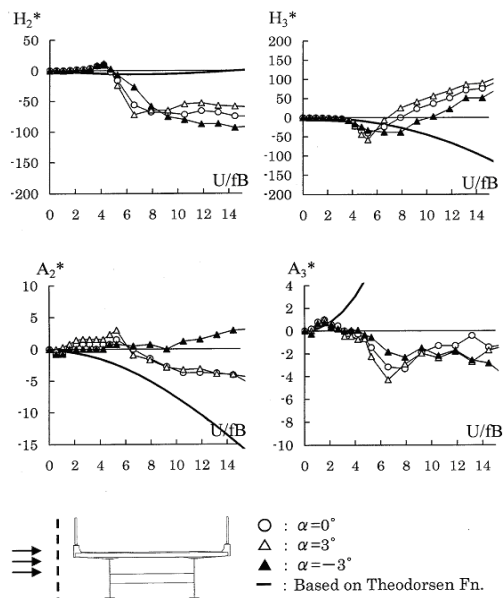 H₂*
50
0
-50
-100
-150
-200
U/fB
0 2 4 6 8 10 12 14
H₃*
200
150
100
50
0
-50
100
150
200
U/fB
0 2 4 6 8 10 12 14
A₂*
10
5
0
-5
-10
-15
U/fB
0 2 4 6 8 10 12 14
A₃*
4
2
0
-2
-4
-6
-8
-10
U/fB
0 2 4 6 8 10 12 14
: α=0°
: α=3°
: α=−3°
: Based on Theodorsen Fn.